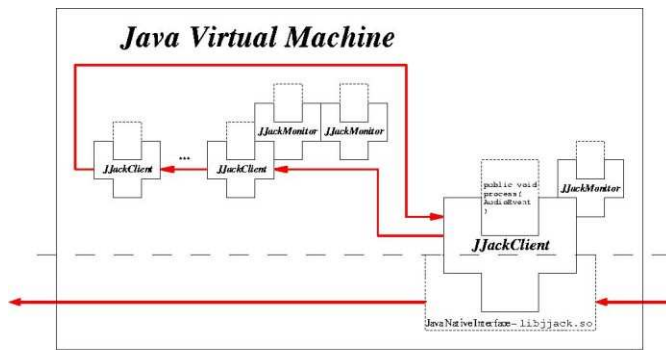 Java Virtual Machine
JJackMonitor
JJackMonitor
JJackClient
...
JJackClient
public void
process(
AudioEvent
)
JJackMonitor
JJackClient
JavaNativeInterface-libjjack.so